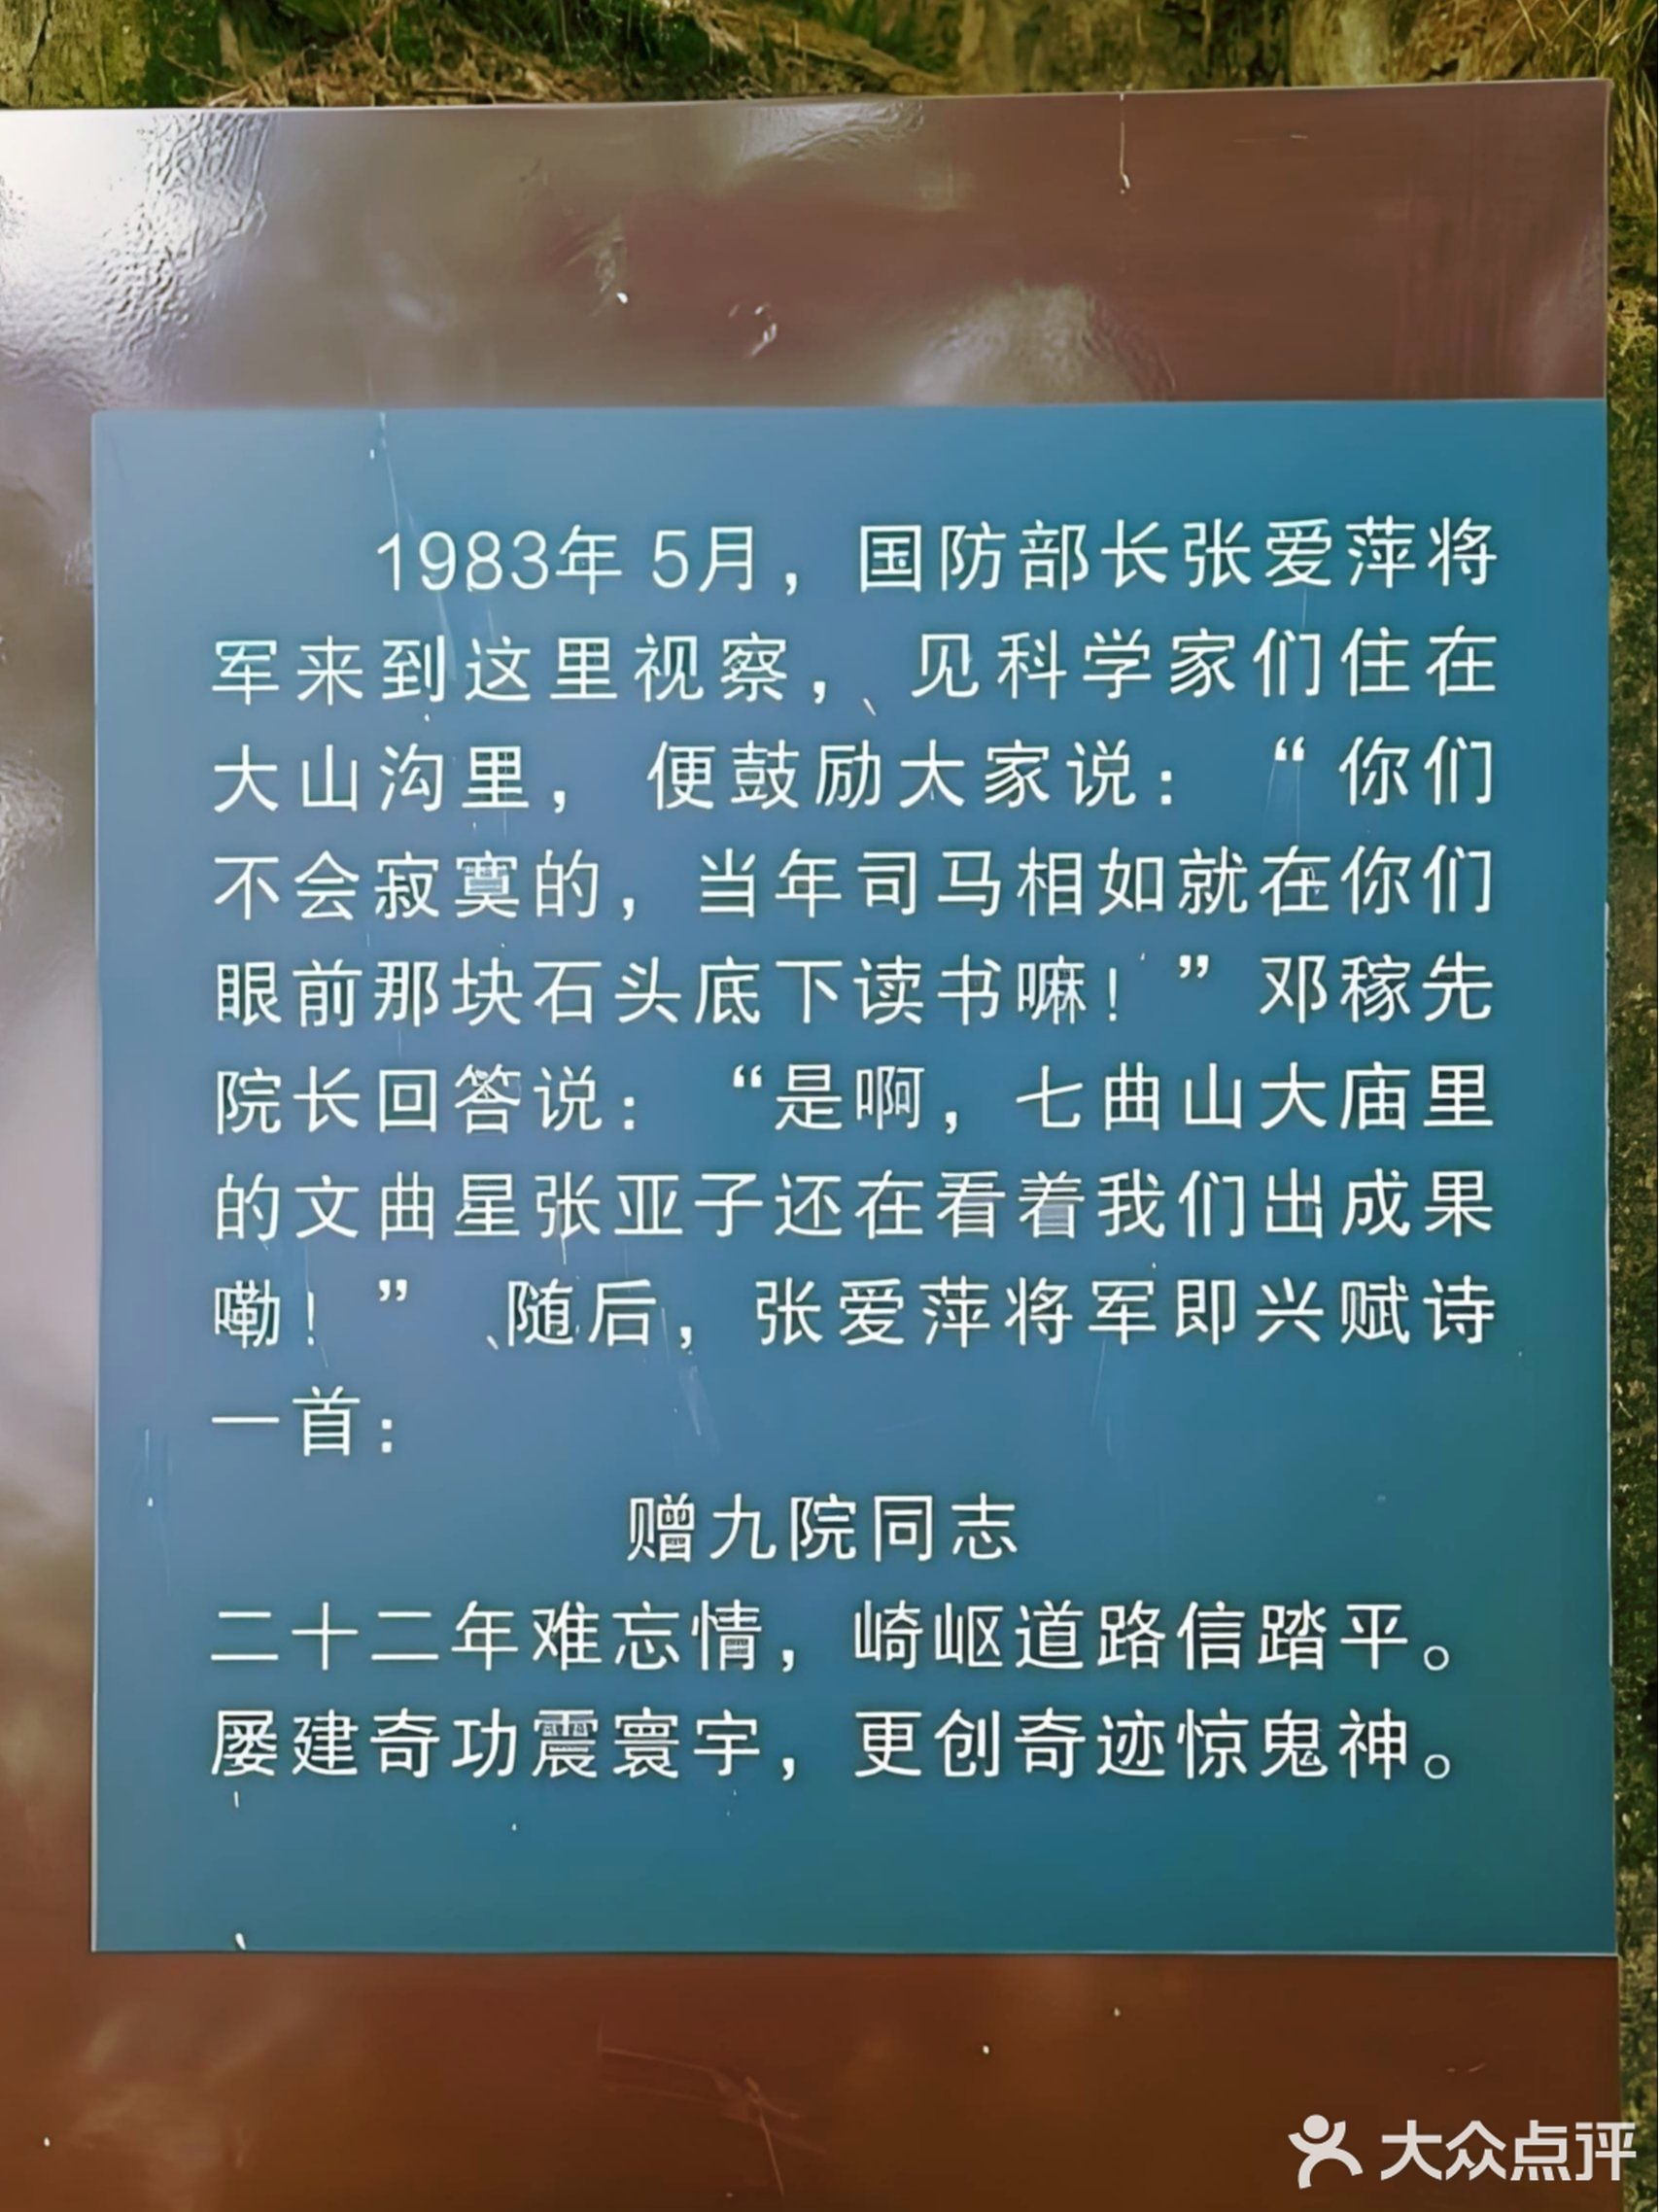 1983年5月，国防部长张爱萍将
军来到这里视察，见科学家们住在
大山沟里，便鼓励大家说：“你们
不会寂寞的，当年司马相如就在你们
眼前那块石头底下读书嘛！”邓稼先
院长回答说：“是啊，七曲山大庙里
的文曲星张亚子还在看着我们出成果
嘞！”随后，张爱萍将军即兴赋诗
一首：
赠九院同志
二十二年难忘情，崎岖道路信踏平。
屡建奇功震寰宇，更创奇迹惊鬼神。
大众点评